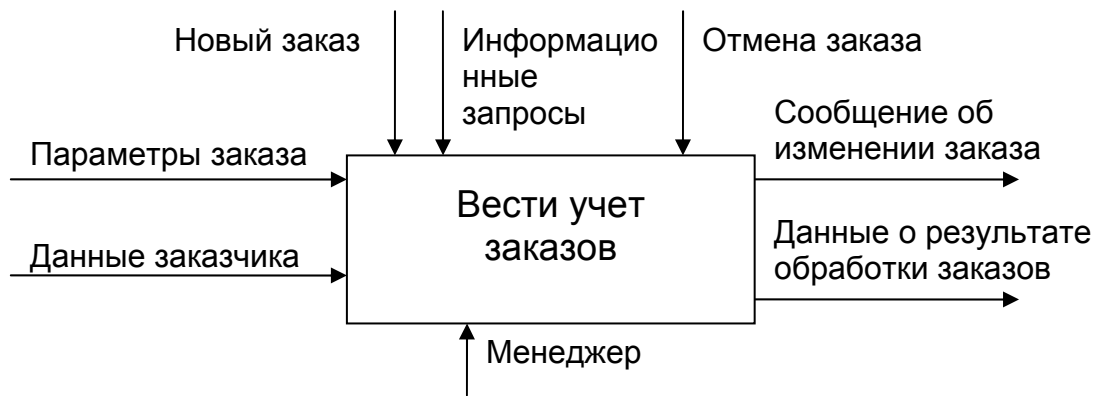 Новый заказ
Информацио
нные
запросы
Отмена заказа
Параметры заказа
Сообщение об
изменении заказа
Вести учет
заказов
Данные заказчика
Данные о результате
обработки заказов
Менеджер